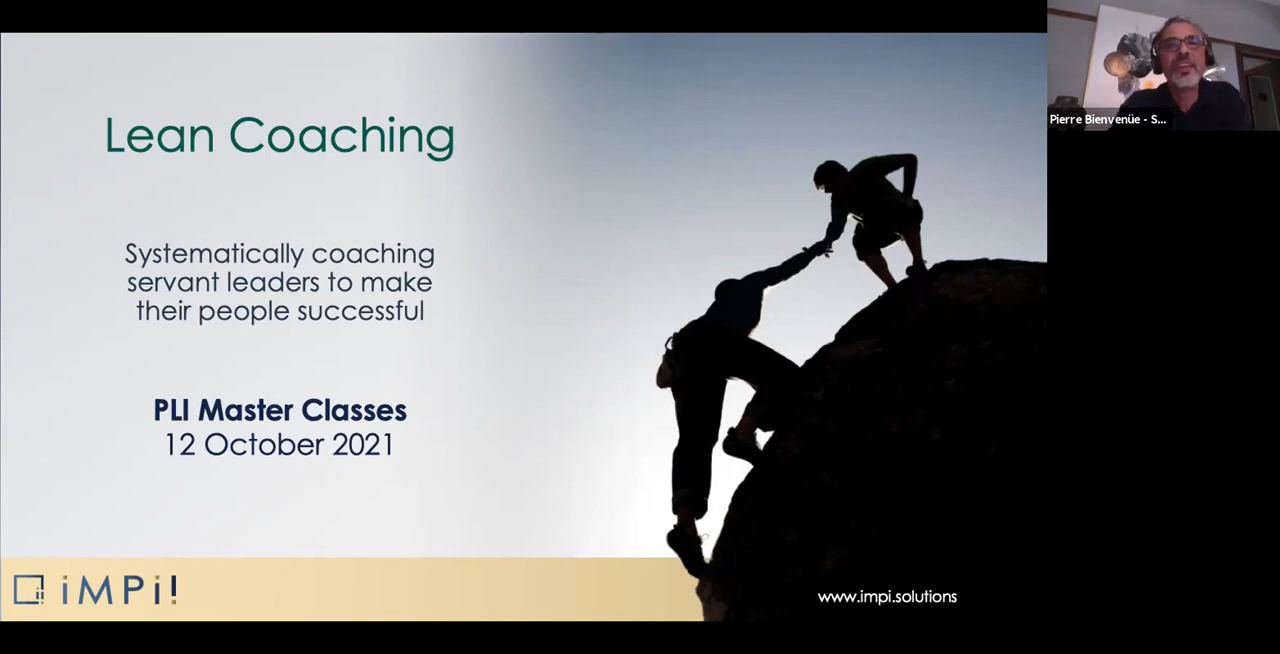 Lean Coaching
Systematically coaching
servant leaders to make
their people successful
PLI Master Classes
12 October 2021
iMPi!
www.impi.solutions
Pierre Bienvenüe - S...